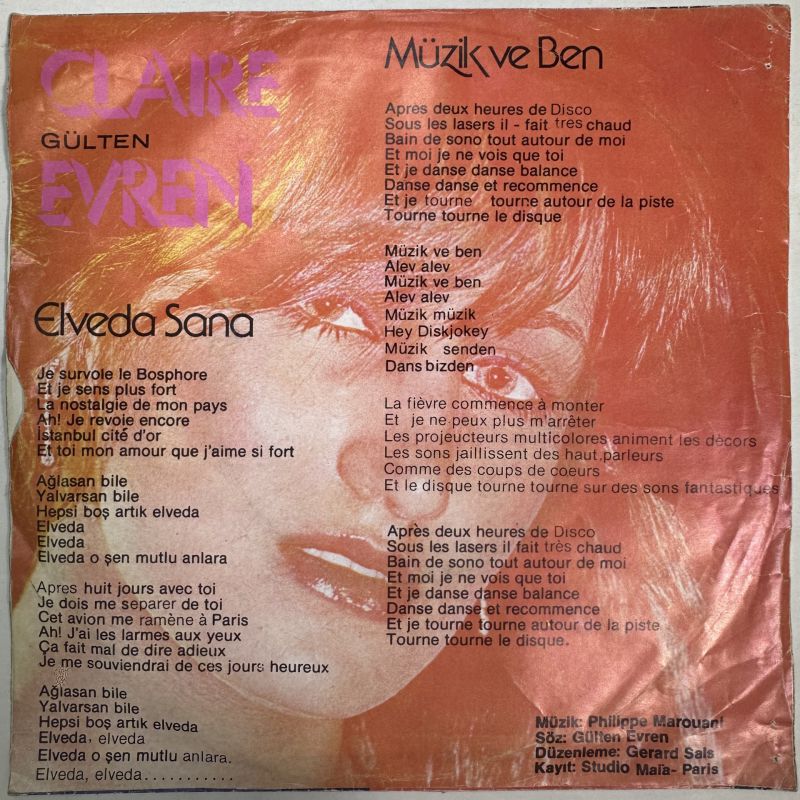 CLAIRE
GÜLTEN
EVREN
Elveda Sana
Je survole le Bosphore
Et je sens plus fort
La nostalgie de mon pays
Ah! Je revoie encore
İstanbul cité d'or
Et toi mon amour que j'aime si fort
Ağlasan bile
Yalvarsan bile
Hepsi boş artık elveda
Elveda
Elveda
Elveda o şen mutlu anlara
Apres huit jours avec toi
Je dois me separer de toi
Cet avion me ramène à Paris
Ah! J'ai les larmes aux yeux
Ça fait mal de dire adieux
Je me souviendrai de ces jours heureux
Ağlasan bile
Yalvarsan bile
Hepsi boş artık elveda
Elveda, elveda
Elveda o şen mutlu anlara.
Elveda, elveda...........
Müzik ve Ben
Apres deux heures de Disco
Sous les lasers il - fait tres chaud
Bain de sono tout autour de moi
Et moi je ne vois que toi
Et je danse danse balance
Danse danse et recommence
Et je tourne tourne autour de la piste
Tourne tourne le disque
Müzik ve ben
Alev alev
Müzik ve ben
Alev alev
Müzik müzik
Hey Diskjokey
Müzik senden
Dans bizden
La fièvre commence à monter
Et je ne peux plus m'arrêter
Les projeucteurs multicolores animent les dècors
Les sons jaillissent des haut.parleurs
Comme des coups de coeurs
Et le disque tourne tourne sur des sons fantastiques
Après deux heures de Disco
Sous les lasers il fait très chaud
Bain de sono tout autour de moi
Et moi je ne vois que toi
Et je danse danse balance
Danse danse et recommence
Et je tourne tourne autour de la piste
Tourne tourne le disque.
Müzik: Philippe Marouani
Söz: Gülten Evren
Düzenleme: Gerard Sals
Kayıt: Studio Maïa- Paris